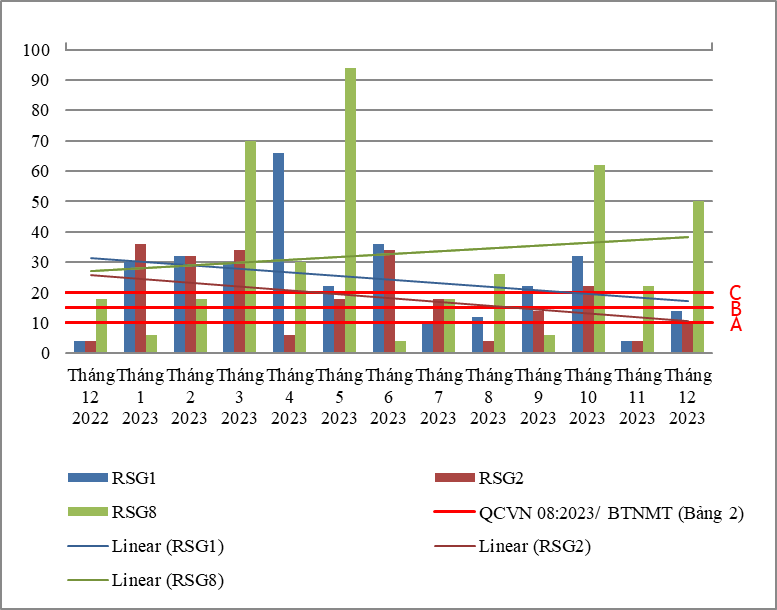 100
90
80
70
60
50
40
30
20
10
0
C
B
A
Tháng Tháng Tháng Tháng Tháng Tháng Tháng Tháng Tháng Tháng Tháng Tháng Tháng
12 1 2 3 4 5 6 7 8 9 10 11 12
2022 2023 2023 2023 2023 2023 2023 2023 2023 2023 2023 2023 2023
RSG1
RSG2
RSG8
QCVN 08:2023/ BTNMT (Bảng 2)
Linear (RSG1)
Linear (RSG2)
Linear (RSG8)